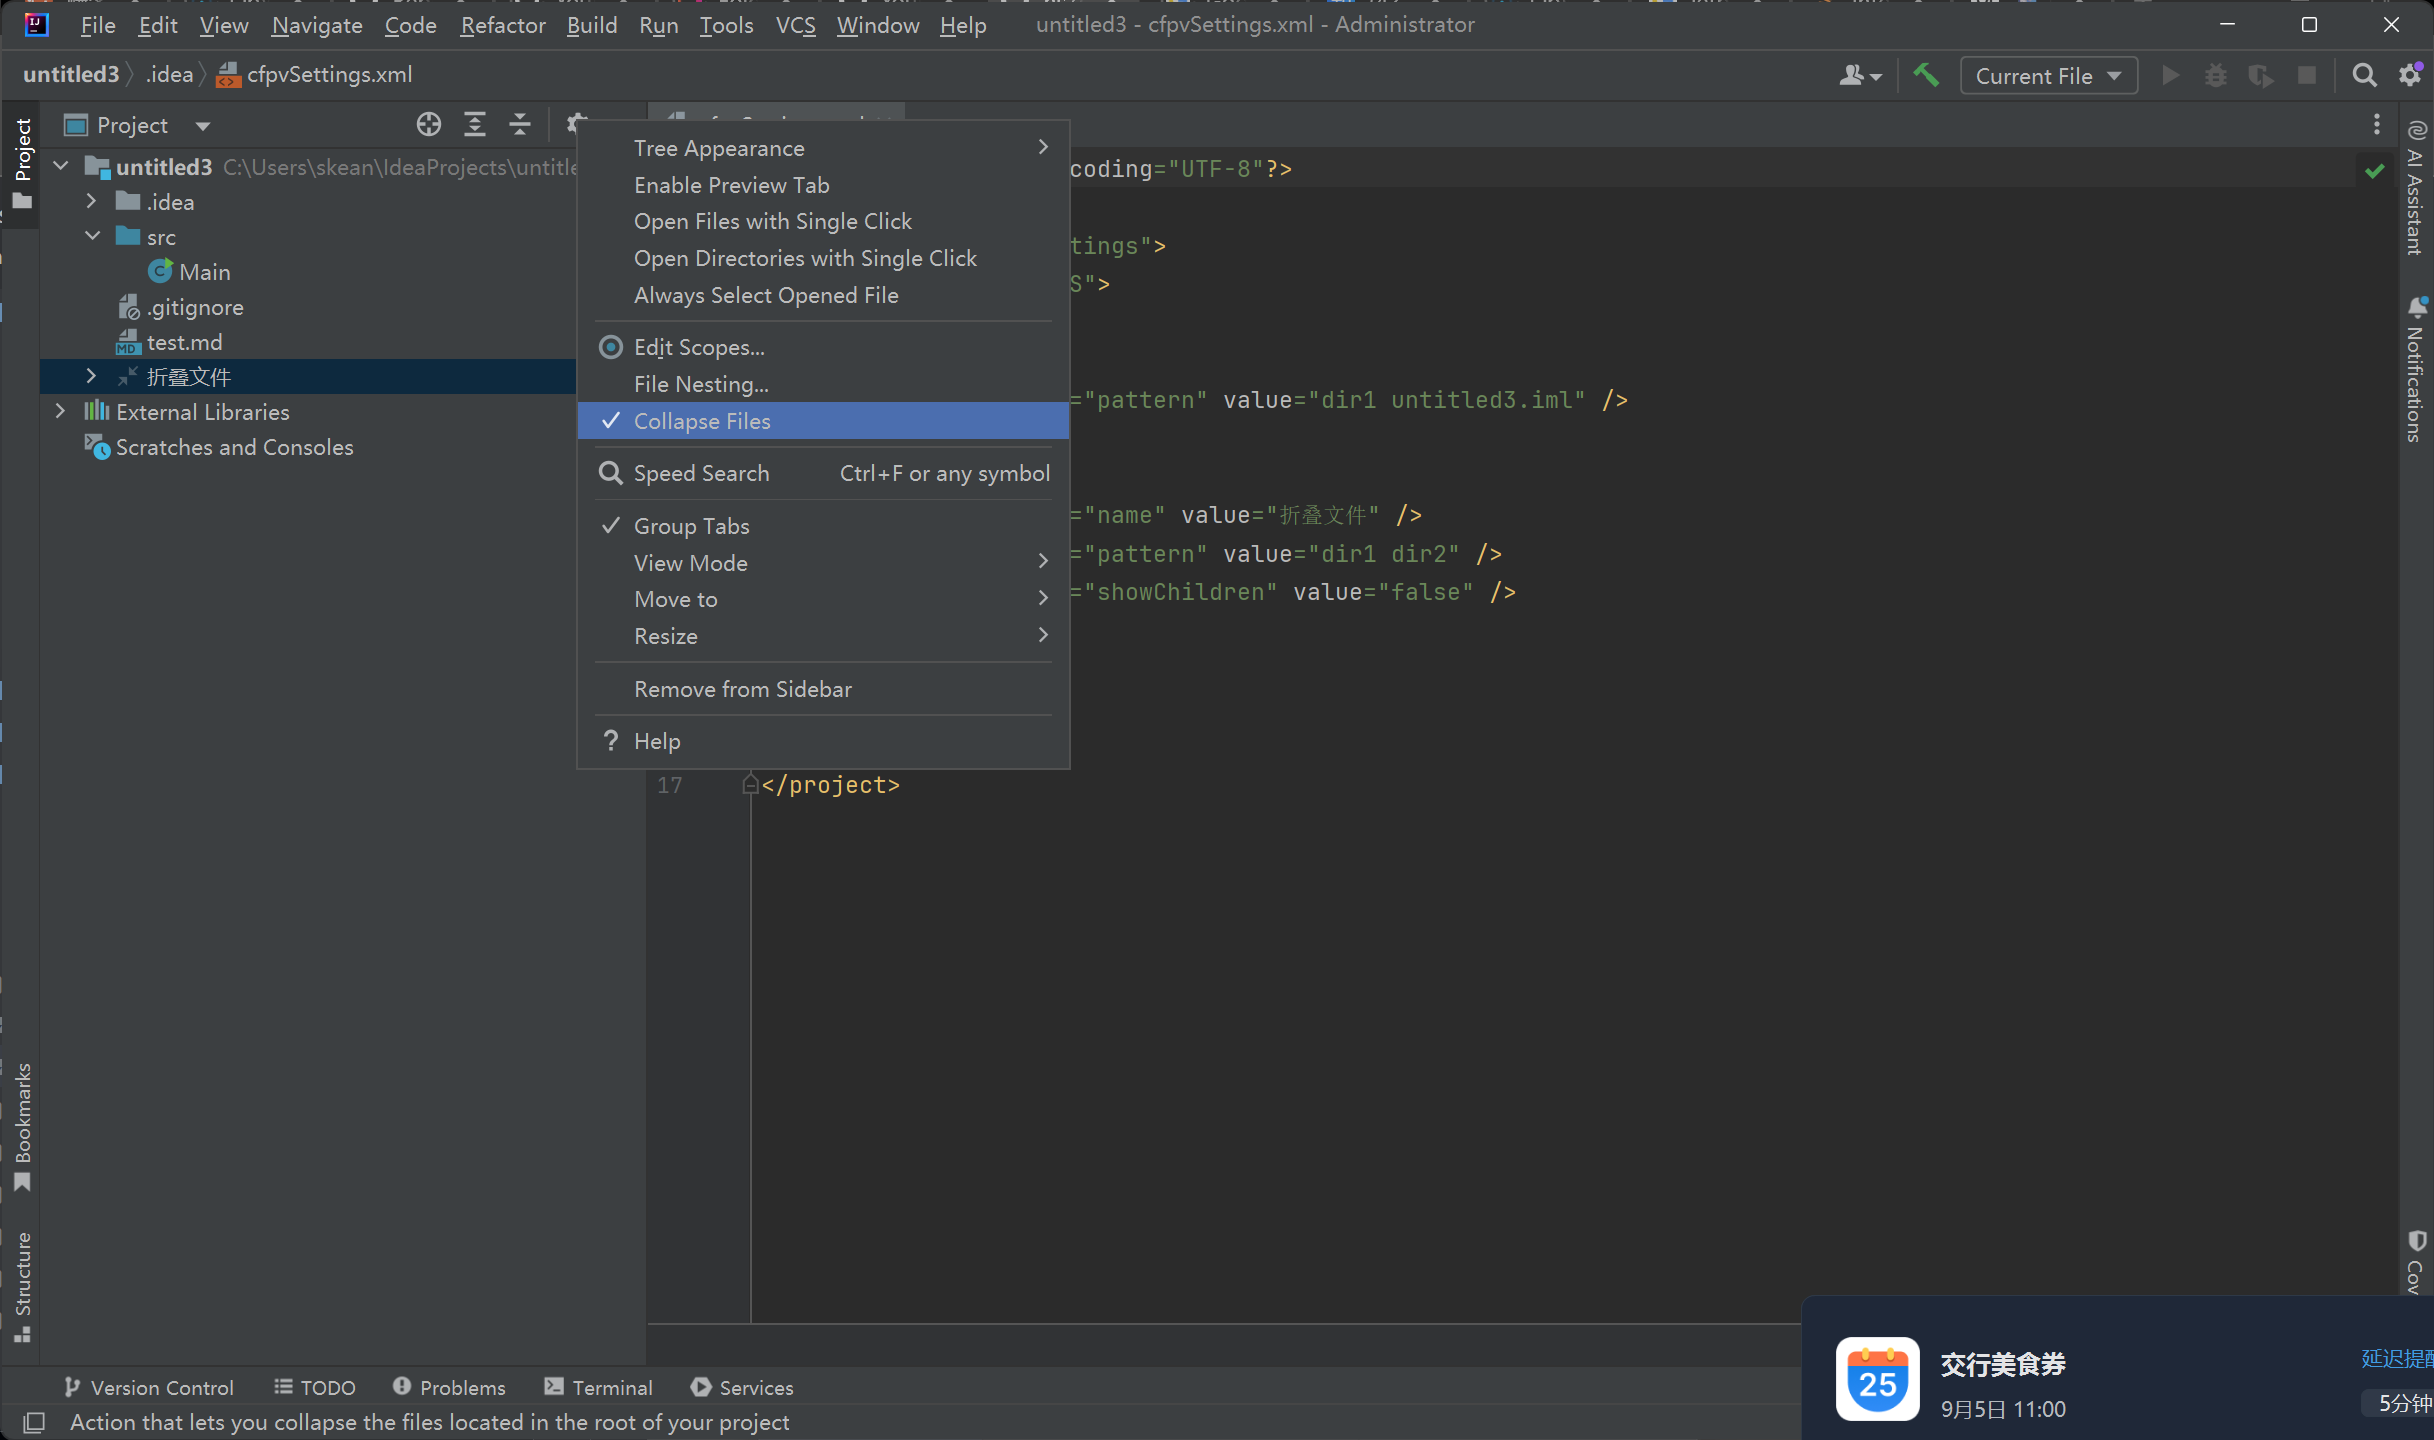 File Edit View Navigate Code Refactor Build Run Tools VCS Window Help untitled3 - cfpvSettings.xml - Administrator
untitled3 .idea cfpvSettings.xml Current File
Project
Project
untitled3 C:\Users\skean\IdeaProjects\untitle
.idea
src
Main
.gitignore
test.md
折叠文件
External Libraries
Scratches and Consoles
Tree Appearance
Enable Preview Tab
Open Files with Single Click
Open Directories with Single Click
Always Select Opened File
Edit Scopes...
File Nesting...
Collapse Files
Speed Search Ctrl+F or any symbol
Group Tabs
View Mode
Move to
Resize
Remove from Sidebar
? Help
coding="UTF-8"?>
tings">
S">
="pattern" value="dir1 untitled3.iml" />
="name" value="折叠文件" />
="pattern" value="dir1 dir2" />
="showChildren" value="false" />
17 </project>
AI Assistant
Notifications
Cov
Bookmarks
Structure
Version Control TODO Problems Terminal Services
Action that lets you collapse the files located in the root of your project
25
交行美食券
9月5日 11:00
延迟提醒
5分钟